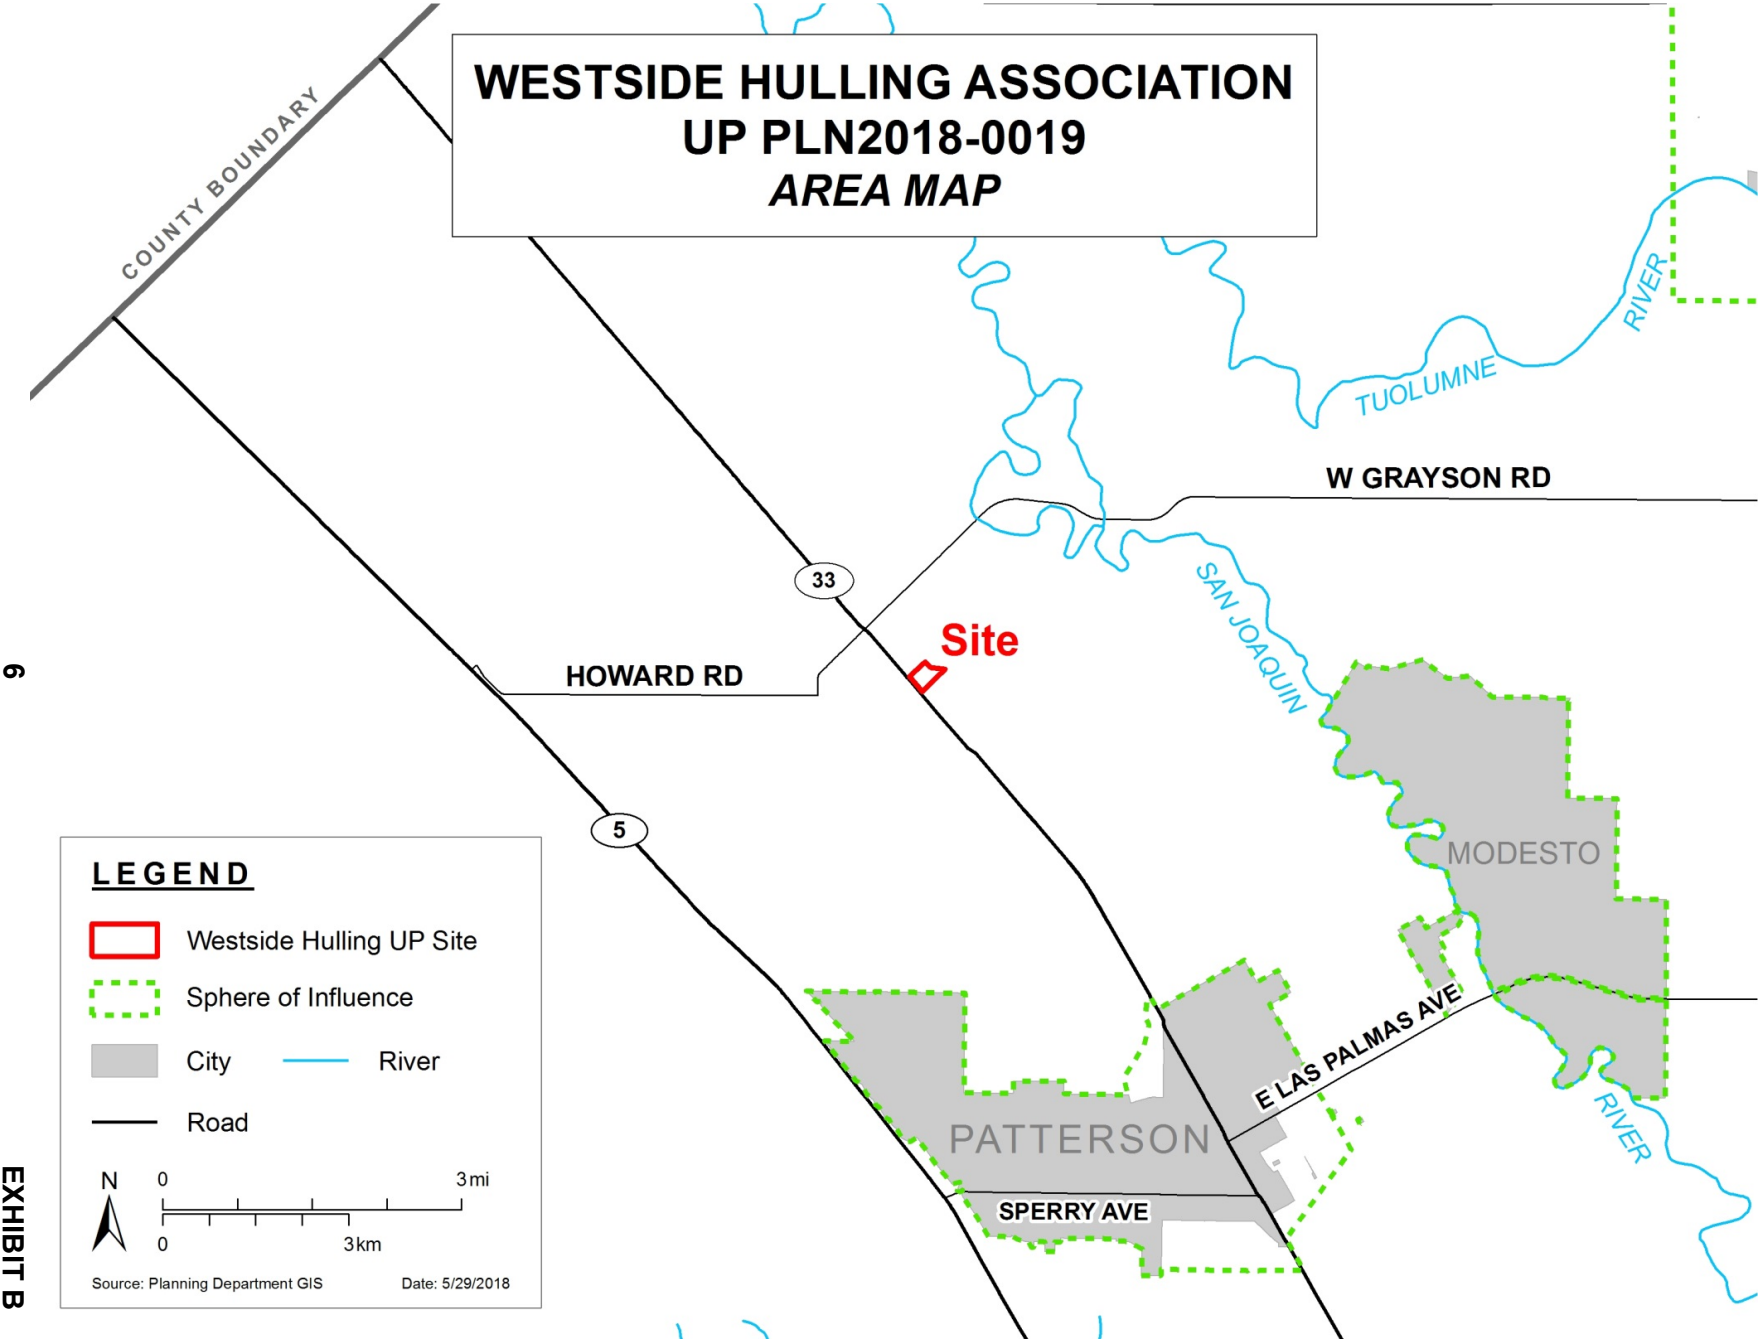 WESTSIDE HULLING ASSOCIATION
UP PLN2018-0019
AREA MAP
COUNTY BOUNDARY
RIVER
TUOLUMNE
W GRAYSON RD
33
SAN JOAQUIN
Site
HOWARD RD
5
MODESTO
E LAS PALMAS AVE
PATTERSON
RIVER
SPERRY AVE
LEGEND
Westside Hulling UP Site
Sphere of Influence
City River
Road
N
0 3 mi
0 3 km
Source: Planning Department GIS Date: 5/29/2018
6
EXHIBIT B